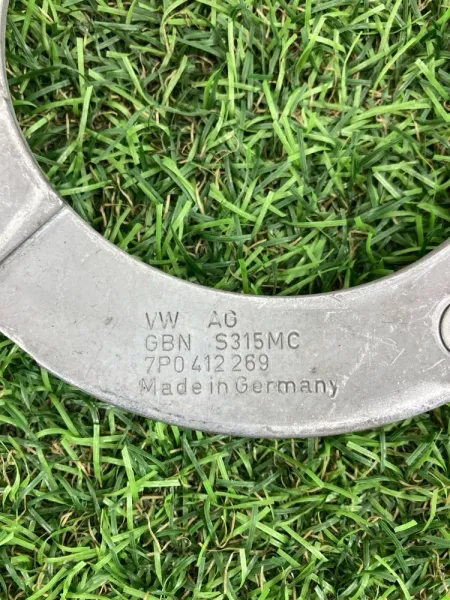 VW AG
GBN S315MC
7P0 412 269
Made in Germany